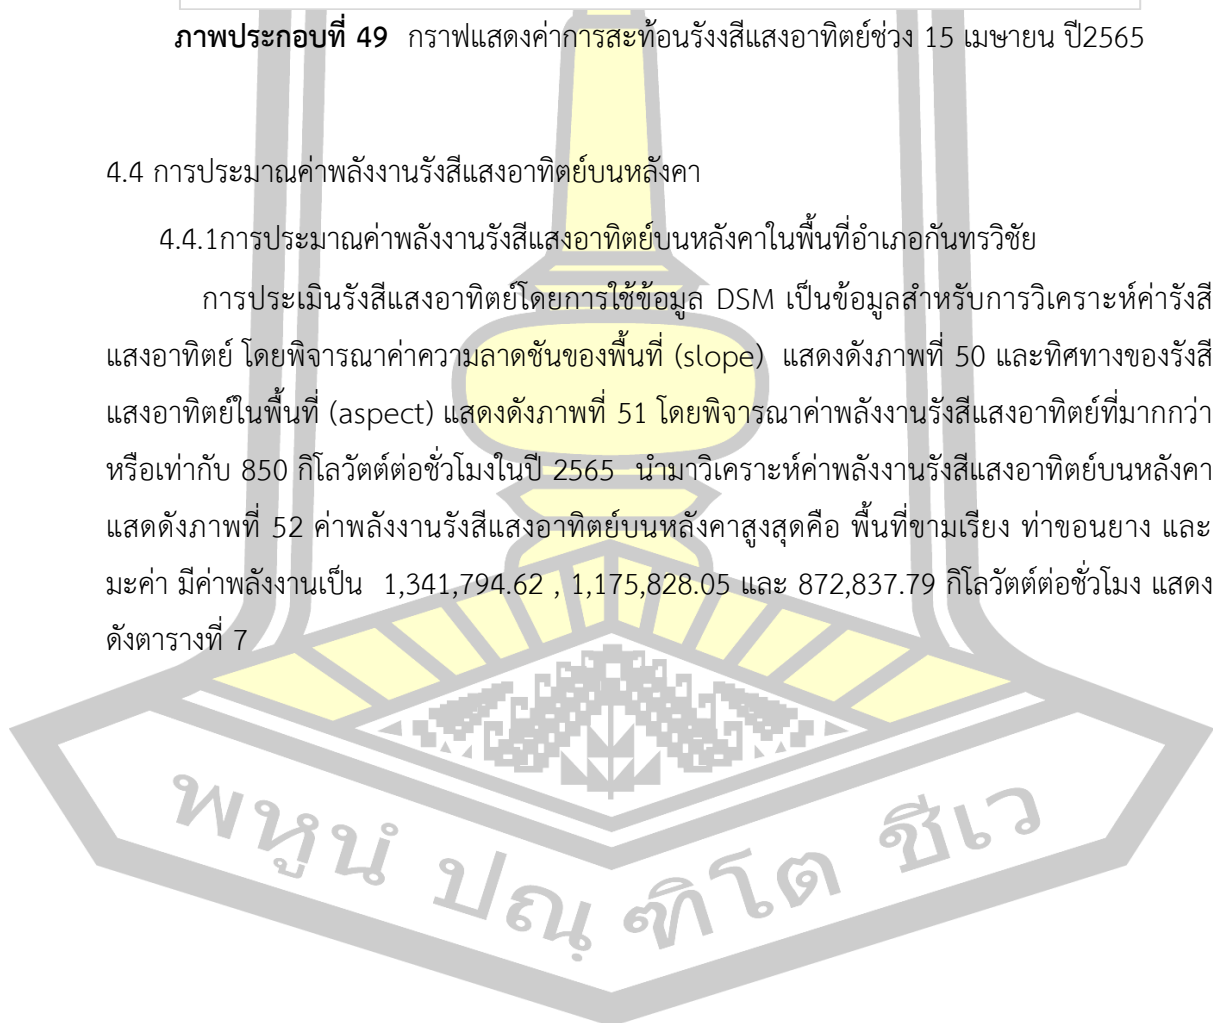 ภาพประกอบที่ 49 กราฟแสดงค่าการสะท้อนรังงสีแสงอาทิตย์ช่วง 15 เมษายน ปี2565
4.4 การประมาณค่าพลังงานรังสีแสงอาทิตย์บนหลังคา
4.4.1การประมาณค่าพลังงานรังสีแสงอาทิตย์บนหลังคาในพื้นที่อำเภอกันทรวิชัย
การประเมินรังสีแสงอาทิตย์โดยการใช้ข้อมูล DSM เป็นข้อมูลสำหรับการวิเคราะห์ค่ารังสี
แสงอาทิตย์ โดยพิจารณาค่าความลาดชันของพื้นที่ (slope) แสดงดังภาพที่ 50 และทิศทางของรังสี
แสงอาทิตย์ในพื้นที่ (aspect) แสดงดังภาพที่ 51 โดยพิจารณาค่าพลังงานรังสีแสงอาทิตย์ที่มากกว่า
หรือเท่ากับ 850 กิโลวัตต์ต่อชั่วโมงในปี 2565 นำมาวิเคราะห์ค่าพลังงานรังสีแสงอาทิตย์บนหลังคา
แสดดังภาพที่ 52 ค่าพลังงานรังสีแสงอาทิตย์บนหลังคาสูงสุดคือ พื้นที่ขามเรียง ท่าขอนยาง และ
มะค่า มีค่าพลังงานเป็น 1,341,794.62 , 1,175,828.05 และ 872,837.79 กิโลวัตต์ต่อชั่วโมง แสดง
ดังตารางที่ 7
พหูนํ ปณฺ ฑิโต ชีเว